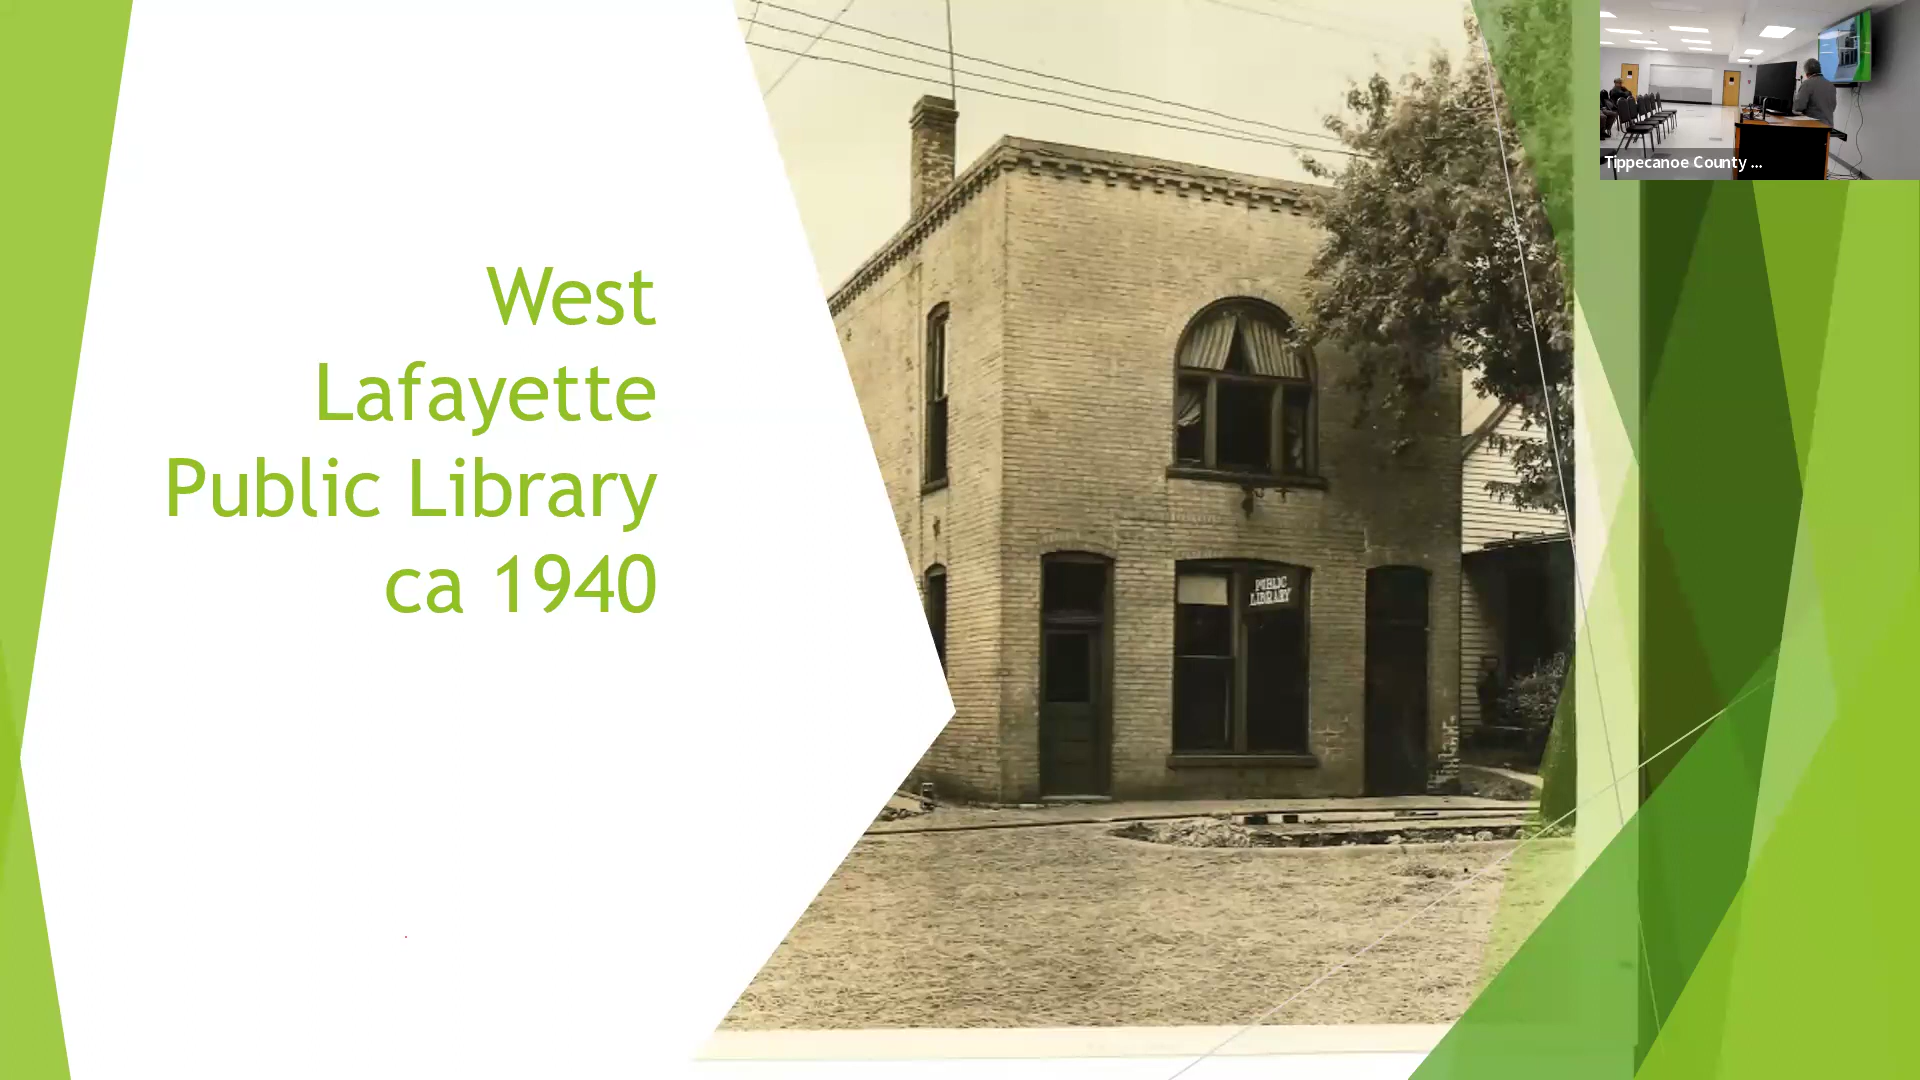 West
Lafayette
Public Library
ca 1940
PUBLIC
LIBRARY
Tippecanoe County ...